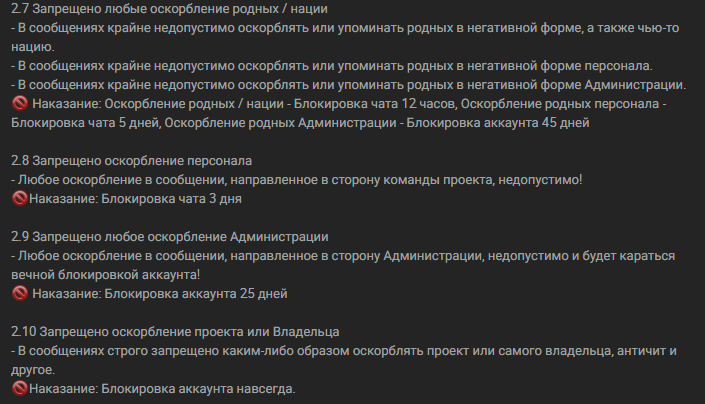 2.7 Запрещено любые оскорбление родных / нации
- В сообщениях крайне недопустимо оскорблять или упоминать родных в негативной форме, а также чью-то
нацию.
- В сообщениях крайне недопустимо оскорблять или упоминать родных в негативной форме персонала.
- В сообщениях крайне недопустимо оскорблять или упоминать родных в негативной форме Администрации.
🚫 Наказание: Оскорбление родных / нации - Блокировка чата 12 часов, Оскорбление родных персонала -
Блокировка чата 5 дней, Оскорбление родных Администрации - Блокировка аккаунта 45 дней
2.8 Запрещено оскорбление персонала
- Любое оскорбление в сообщении, направленное в сторону команды проекта, недопустимо!
🚫Наказание: Блокировка чата 3 дня
2.9 Запрещено любое оскорбление Администрации
- Любое оскорбление в сообщении, направленное в сторону Администрации, недопустимо и будет караться
вечной блокировкой аккаунта!
🚫 Наказание: Блокировка аккаунта 25 дней
2.10 Запрещено оскорбление проекта или Владельца
- В сообщениях строго запрещено каким-либо образом оскорблять проект или самого владельца, античит и
другое.
🚫Наказание: Блокировка аккаунта навсегда.